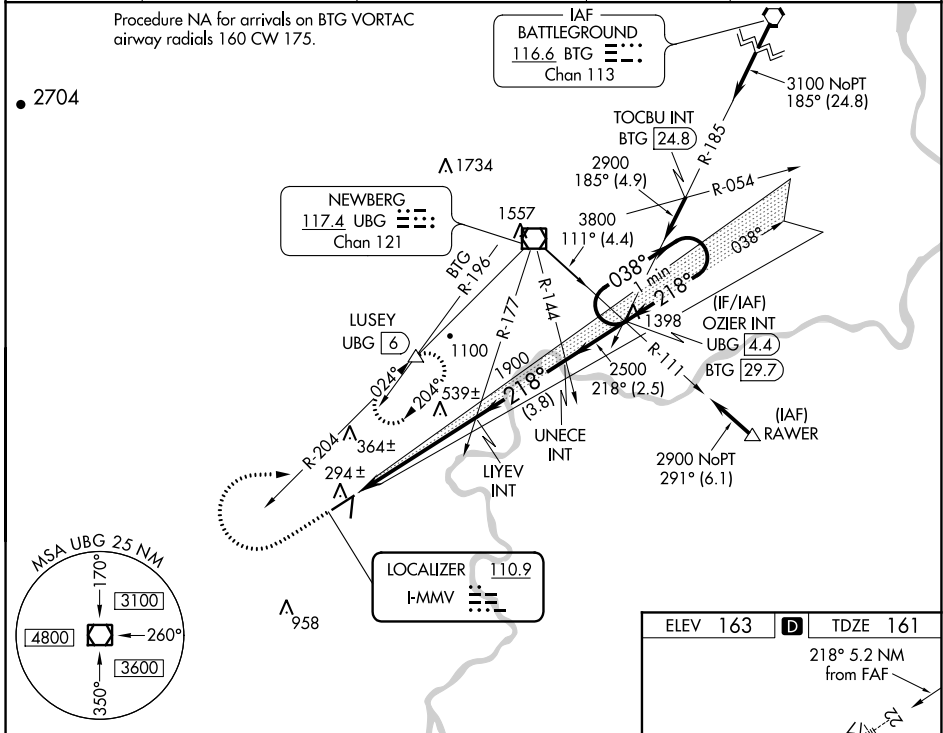 Procedure NA for arrivals on BTG VORTAC
airway radials 160 CW 175.
IAF
BATTLEGROUND
116.6 BTG
Chan 113
3100 NoPT
185° (24.8)
2704
TOCBU INT
BTG 24.8
R-185
1734
2900
185° (4.9)
R-054
NEWBERG
117.4 UBG
Chan 121
1557
3800
111° (4.4)
038°
038°
1 min
218°
BTG
R-196
R-177
R-144
(IF/IAF)
OZIER INT
UBG 4.4
BTG 29.7
1398
LUSEY
UBG 6
1100
1900
R-111
2500
218° (2.5)
024°
204°
539±
218°
(3.8)
(IAF)
RAWER
UNECE
INT
R-204
364±
LIYEV
INT
2900 NoPT
291° (6.1)
294±
LOCALIZER 110.9
I-MMV
MSA UBG 25 NM
170°
3100
4800
260°
3600
350°
958
ELEV 163 D TDZE 161
218° 5.2 NM
from FAF
22